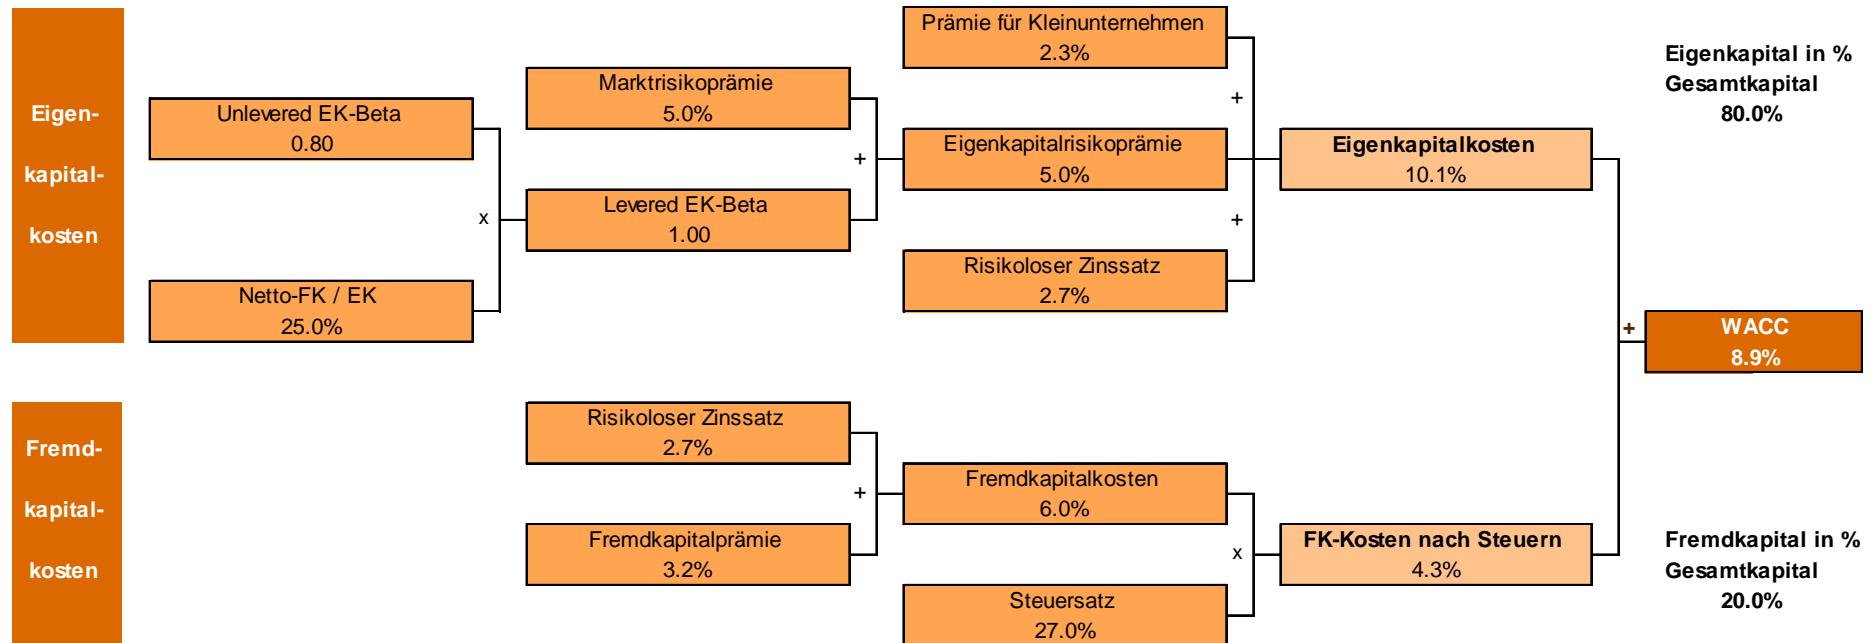 Eigen-
kapital-
kosten
Unlevered EK-Beta
0.80
x
Netto-FK / EK
25.0%
Marktrisikoprämie
5.0%
+
Levered EK-Beta
1.00
Prämie für Kleinunternehmen
2.3%
+
Eigenkapitalrisikoprämie
5.0%
+
Risikoloser Zinssatz
2.7%
Eigenkapitalkosten
10.1%
Eigenkapital in %
Gesamtkapital
80.0%
+
WACC
8.9%
Fremd-
kapital-
kosten
Risikoloser Zinssatz
2.7%
+
Fremdkapitalprämie
3.2%
Fremdkapitalkosten
6.0%
x
Steuersatz
27.0%
FK-Kosten nach Steuern
4.3%
Fremdkapital in %
Gesamtkapital
20.0%